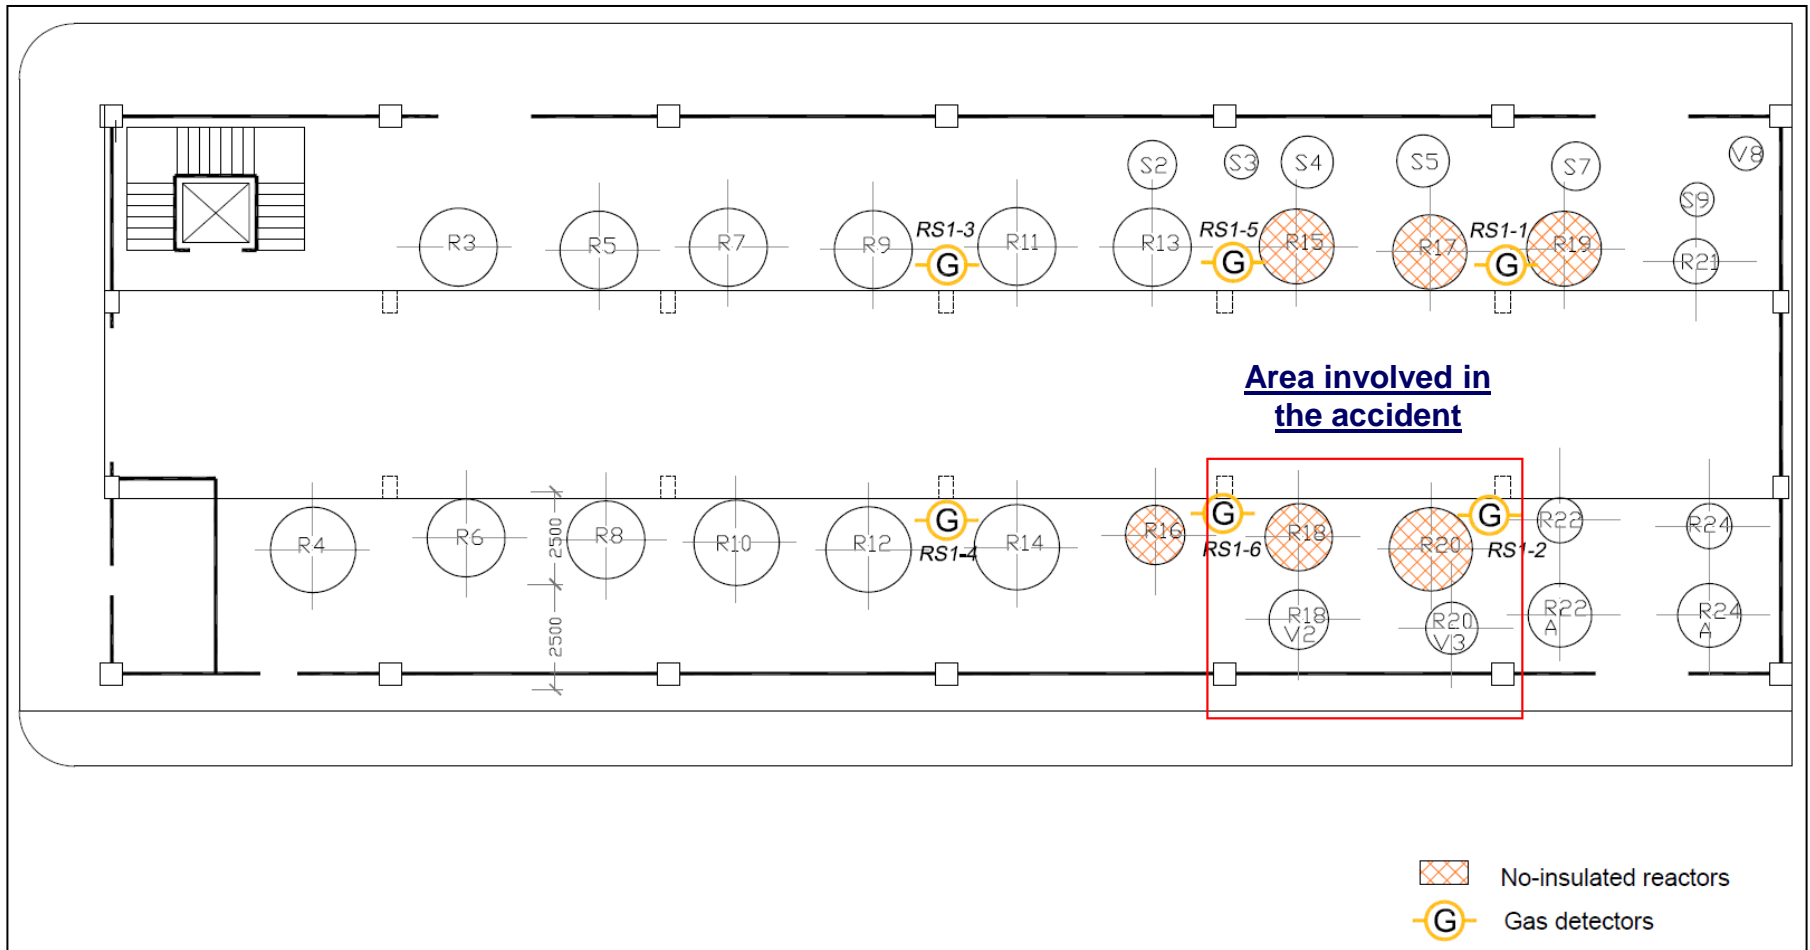 S2
S3
S4
S5
S7
V8
S9
R3
R5
R7
R9
RS1-3
G
R11
R13
RS1-5
G
R15
R17
RS1-1
G
R19
R21
Area involved in
the accident
R4
R6
2500
2500
R8
R10
R12
G
RS1-4
R14
R16
G
RS1-6
R18
R20
G
RS1-2
R22
R24
R18
V2
R20
V3
R22
A
R24
A
No-insulated reactors
G
Gas detectors